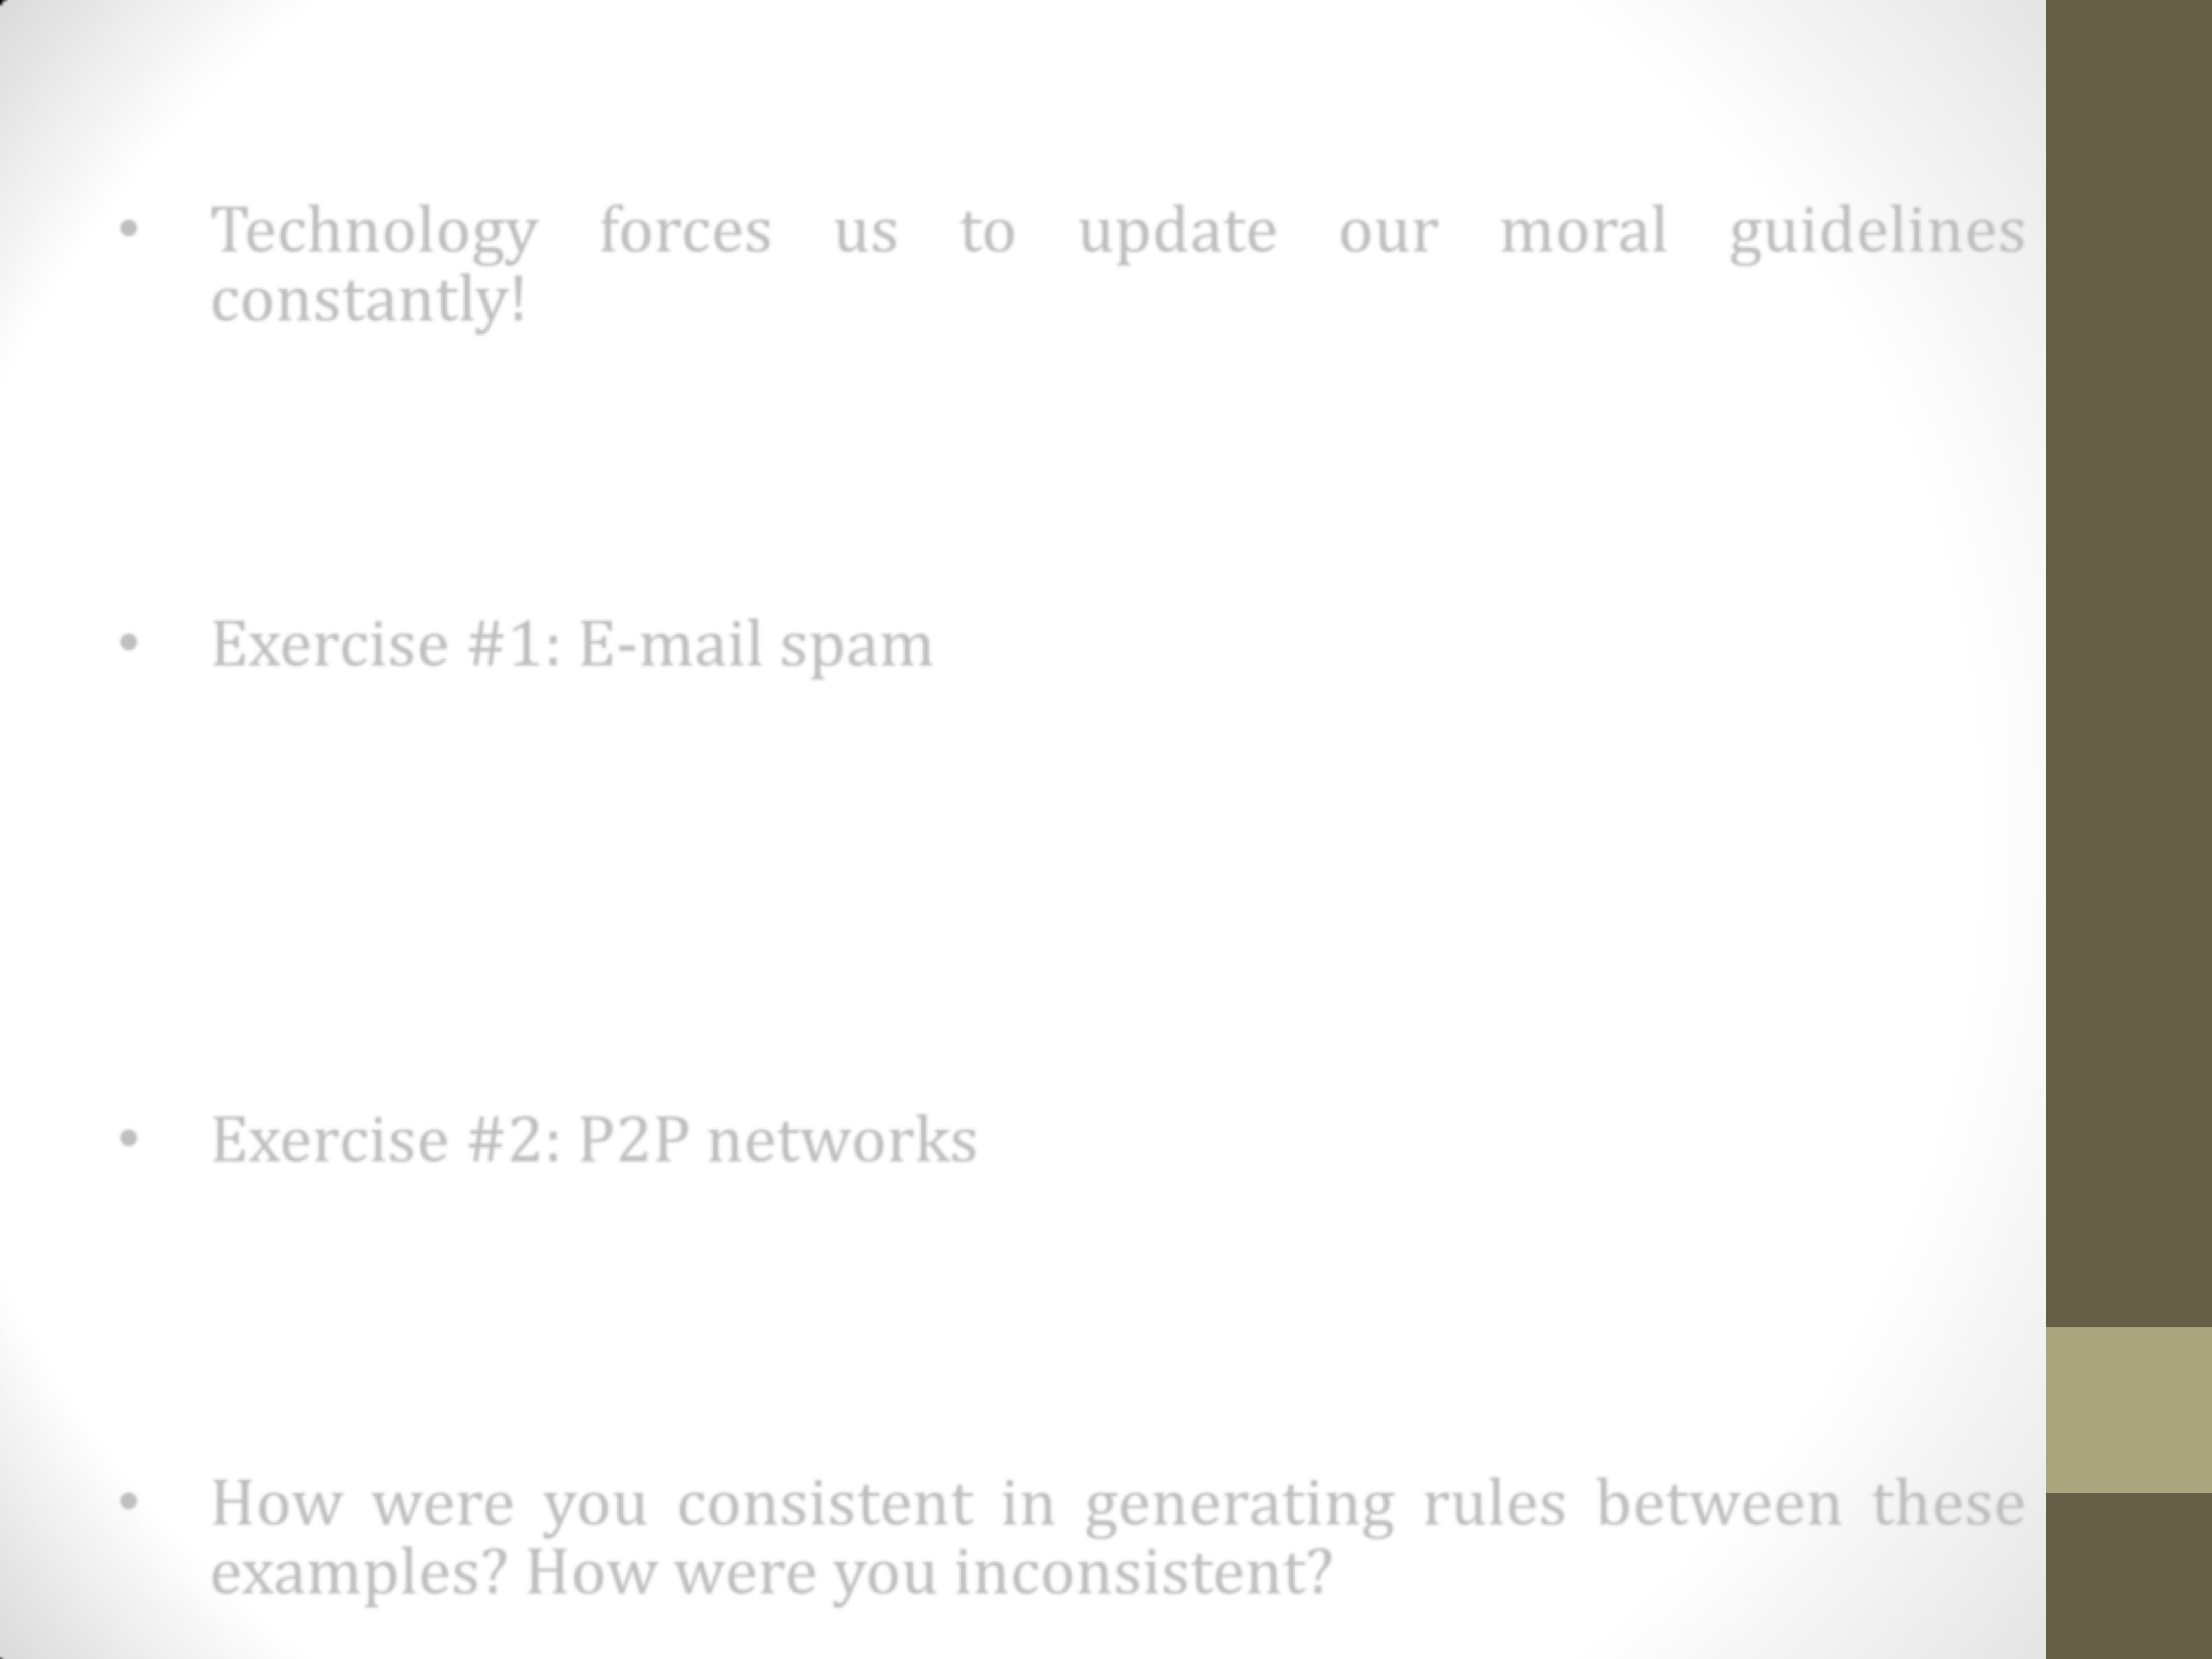 • Technology forces us to update our moral guidelines
constantly!
• Exercise #1: E-mail spam
• Exercise #2: P2P networks
• How were you consistent in generating rules between these
examples? How were you inconsistent?